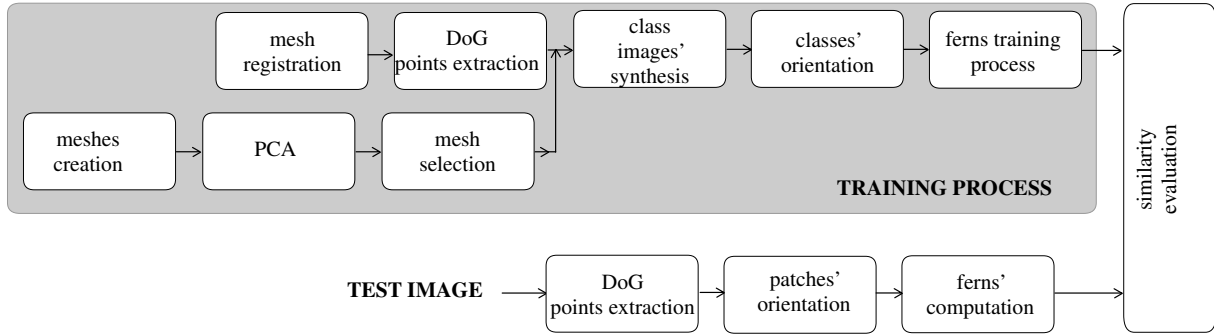 mesh
registration
DoG
points extraction
class
images’
synthesis
classes’
orientation
ferns training
process
meshes
creation
PCA
mesh
selection
TRAINING PROCESS
similarity
evaluation
TEST IMAGE
DoG
points extraction
patches’
orientation
ferns’
computation